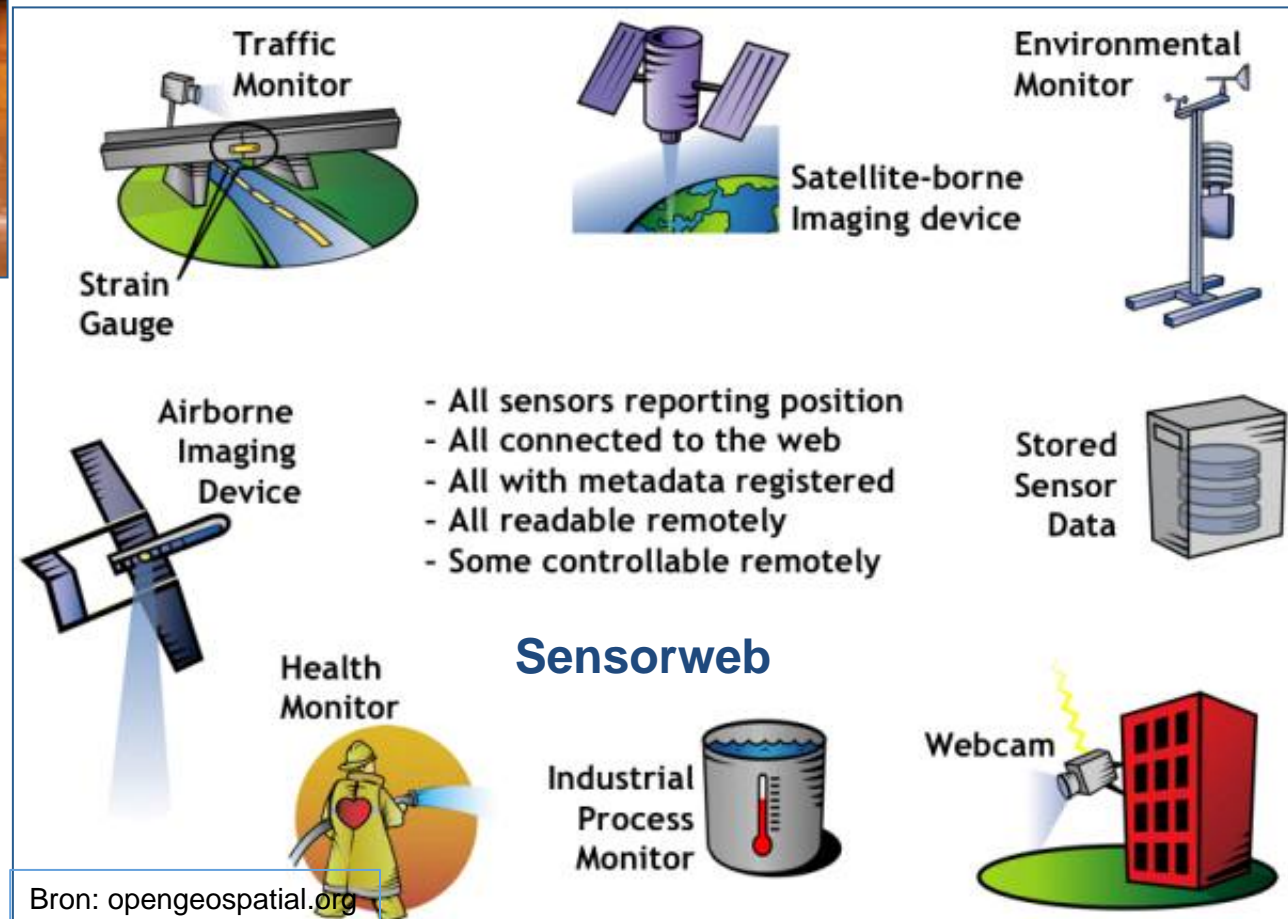 Traffic
Monitor
Environmental
Monitor
Satellite-borne
Imaging device
Strain
Gauge
Airborne
Imaging
Device
- All sensors reporting position
- All connected to the web
- All with metadata registered
- All readable remotely
- Some controllable remotely
Stored
Sensor
Data
Sensorweb
Health
Monitor
Industrial
Process
Monitor
Webcam
Bron: opengeospatial.org